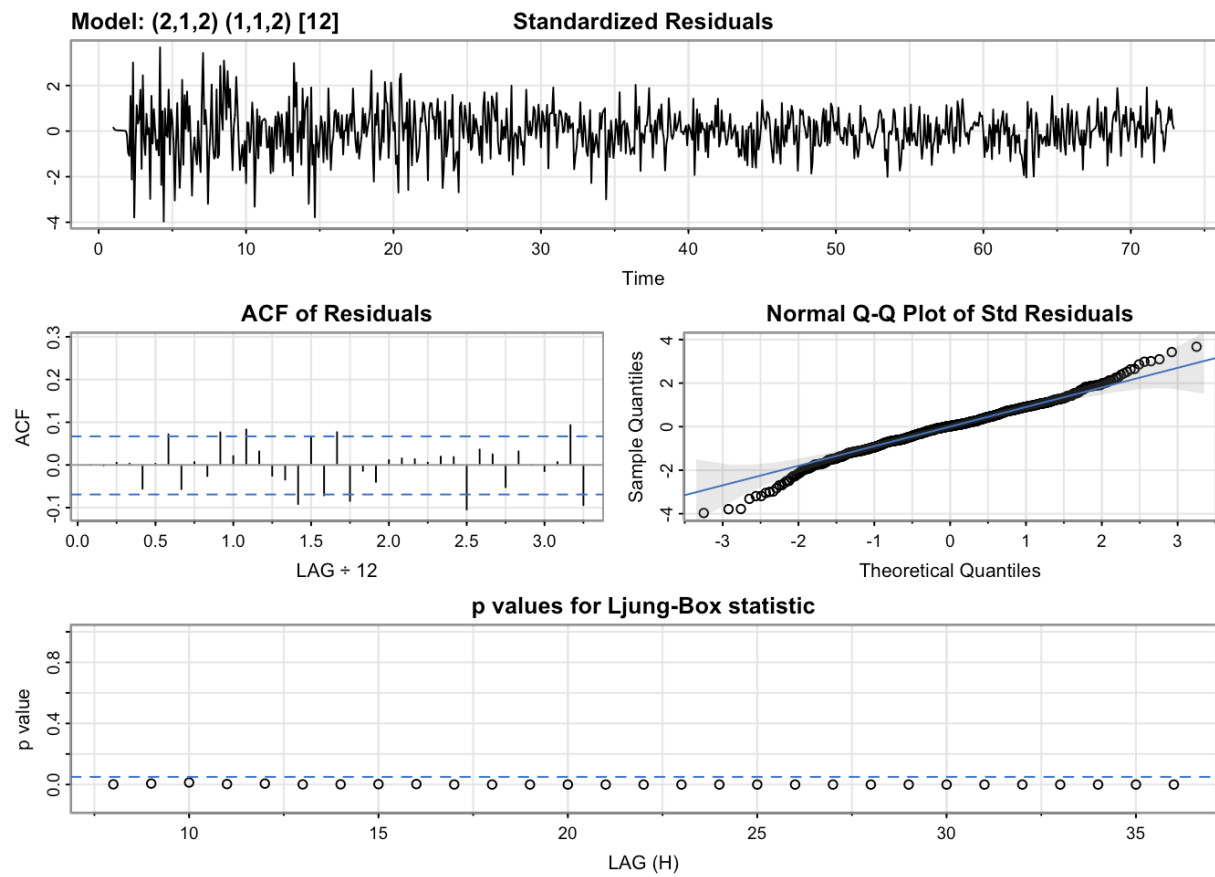 Model: (2,1,2) (1,1,2) [12] Standardized Residuals
2
0
-2
-4
0 10 20 30 40 50 60 70
Time
ACF of Residuals
0.3
0.2
0.1
0.0
-0.1
ACF
0.0 0.5 1.0 1.5 2.0 2.5 3.0
LAG ÷ 12
Normal Q-Q Plot of Std Residuals
4
2
0
-2
-4
Sample Quantiles
-3 -2 -1 0 1 2 3
Theoretical Quantiles
p values for Ljung-Box statistic
0.8
0.4
0.0
p value
10 15 20 25 30 35
LAG (H)